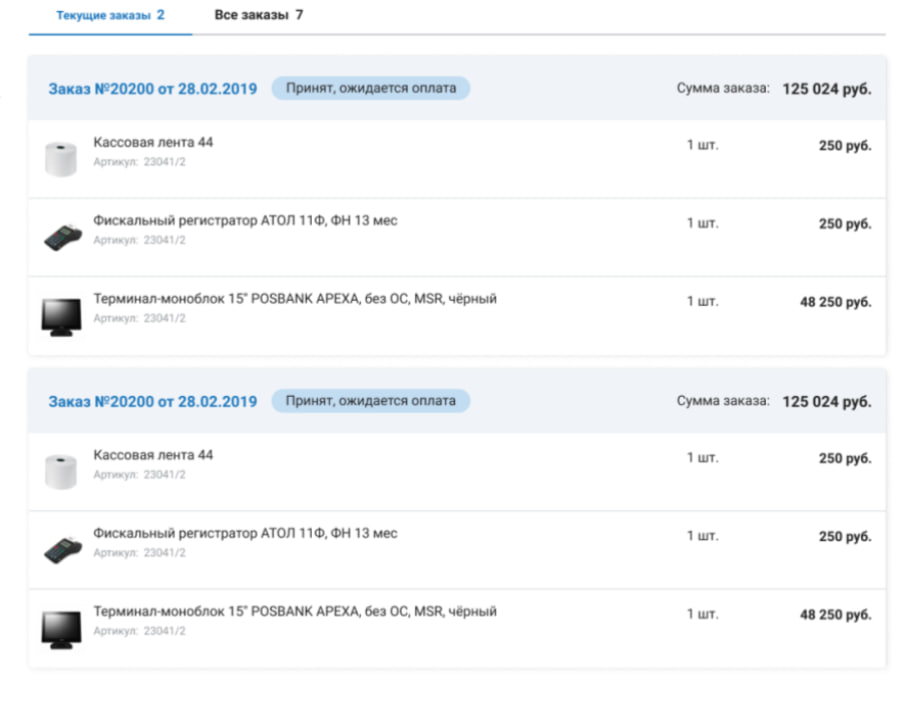 Текущие заказы 2 Все заказы 7
Заказ №20200 от 28.02.2019 Принят, ожидается оплата Сумма заказа: 125 024 руб.
Кассовая лента 44 1 шт. 250 руб.
Артикул: 23041/2
Фискальный регистратор АТОЛ 11Ф, ФН 13 мес 1 шт. 250 руб.
Артикул: 23041/2
Терминал-моноблок 15" POSBANK APEXA, без ОС, MSR, чёрный 1 шт. 48 250 руб.
Артикул: 23041/2
Заказ №20200 от 28.02.2019 Принят, ожидается оплата Сумма заказа: 125 024 руб.
Кассовая лента 44 1 шт. 250 руб.
Артикул: 23041/2
Фискальный регистратор АТОЛ 11Ф, ФН 13 мес 1 шт. 250 руб.
Артикул: 23041/2
Терминал-моноблок 15" POSBANK APEXA, без ОС, MSR, чёрный 1 шт. 48 250 руб.
Артикул: 23041/2